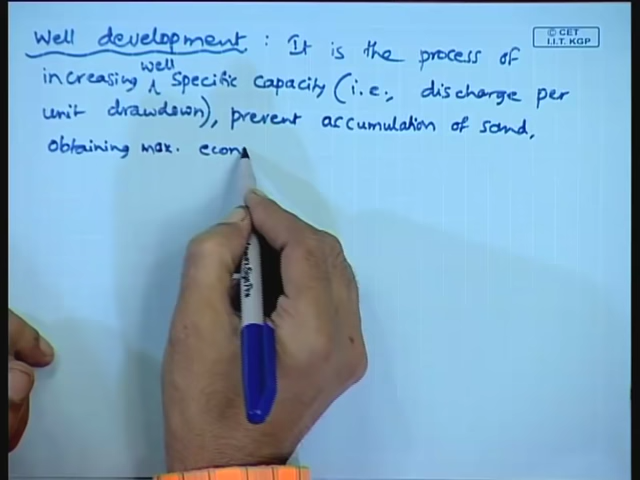 Well development : It is the process of
© CET
I.I.T. KGP
increasing well specific capacity (i.e., discharge per
unit drawdown), prevent accumulation of sand,
obtaining max. econ